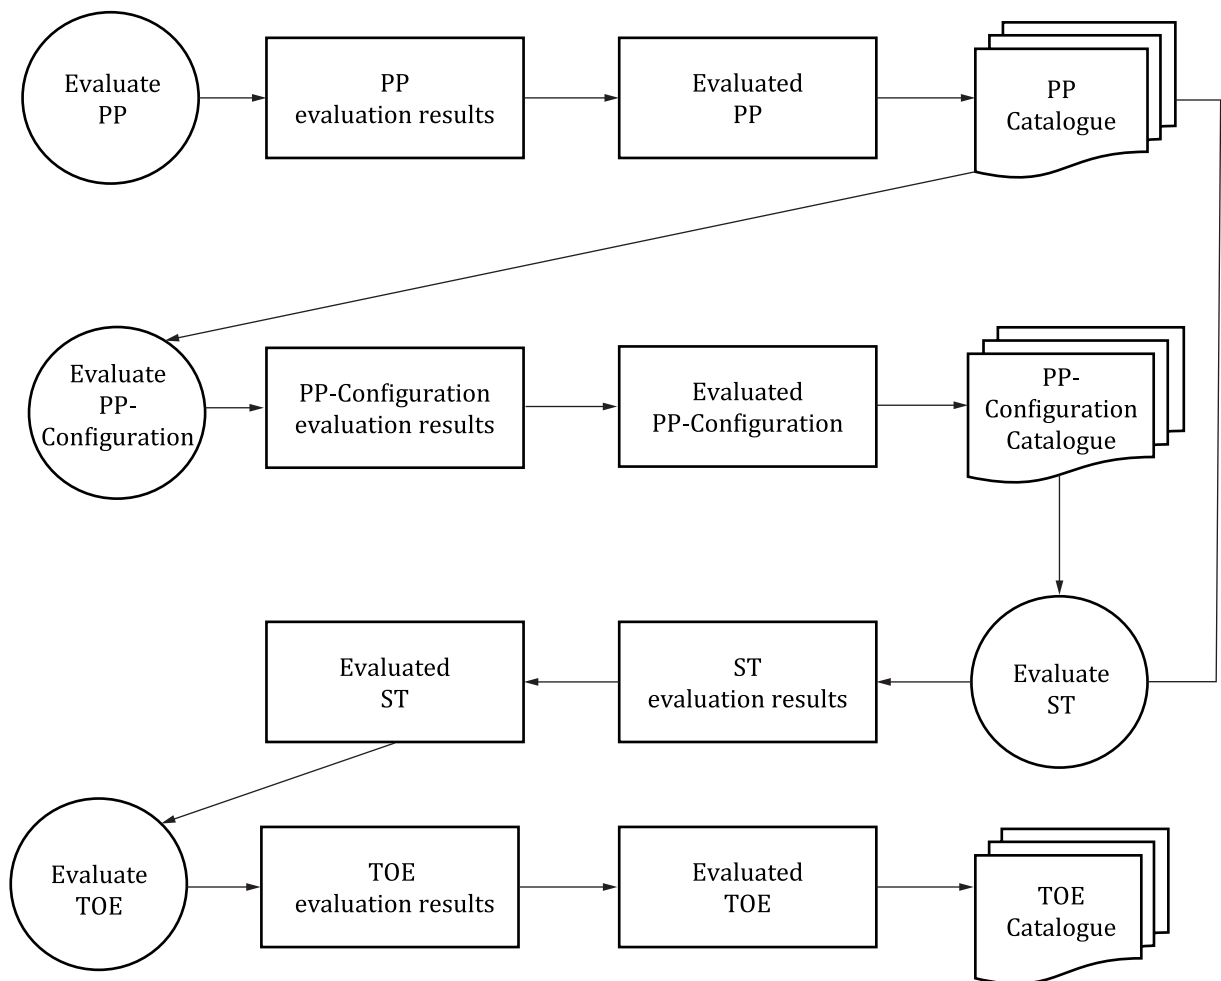 Evaluate
PP
PP
evaluation results
Evaluated
PP
PP
Catalogue
Evaluate
PP-
Configuration
PP-Configuration
evaluation results
Evaluated
PP-Configuration
PP-
Configuration
Catalogue
Evaluated
ST
ST
evaluation results
Evaluate
ST
Evaluate
TOE
TOE
evaluation results
Evaluated
TOE
TOE
Catalogue